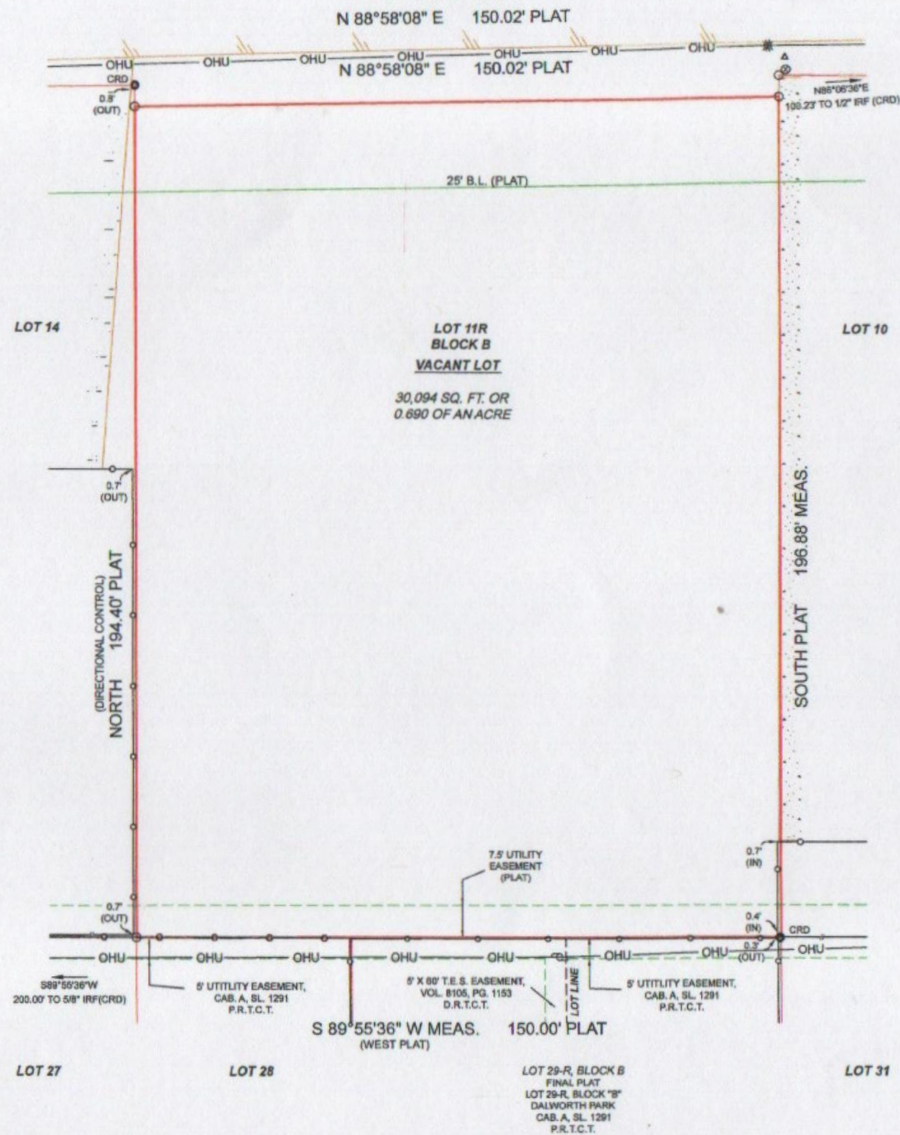 N 88°58'08" E 150.02' PLAT
OHU OHU OHU OHU OHU OHU
CRD
N 88°58'08" E 150.02' PLAT
0.8'
(OUT)
100.23' TO 1/2" IRF (CRD)
25' B.L. (PLAT)
LOT 14
LOT 11R
BLOCK B
VACANT LOT
30,094 SQ. FT. OR
0.690 OF AN ACRE
LOT 10
0.7'
(OUT)
(DIRECTIONAL CONTROL)
NORTH 194.40' PLAT
SOUTH PLAT 196.88' MEAS.
7.5' UTILITY
EASEMENT
(PLAT)
0.7'
(IN)
0.7'
(OUT)
0.4'
(IN)
CRD
0.3'
(OUT)
OHU OHU OHU OHU OHU OHU OHU OHU
S89°55'36"W
200.00' TO 5/8" IRF(CRD)
5' UTITLITY EASEMENT,
CAB. A, SL. 1291
P.R.T.C.T.
5' X 60' T.E.S. EASEMENT,
VOL. 8105, PG. 1153
D.R.T.C.T.
LOT LINE
5' UTILITY EASEMENT,
CAB. A, SL. 1291
P.R.T.C.T.
S 89°55'36" W MEAS. 150.00' PLAT
(WEST PLAT)
LOT 27
LOT 28
LOT 29-R, BLOCK B
FINAL PLAT
LOT 29-R, BLOCK "B"
DALWORTH PARK
CAB. A, SL. 1291
P.R.T.C.T.
LOT 31